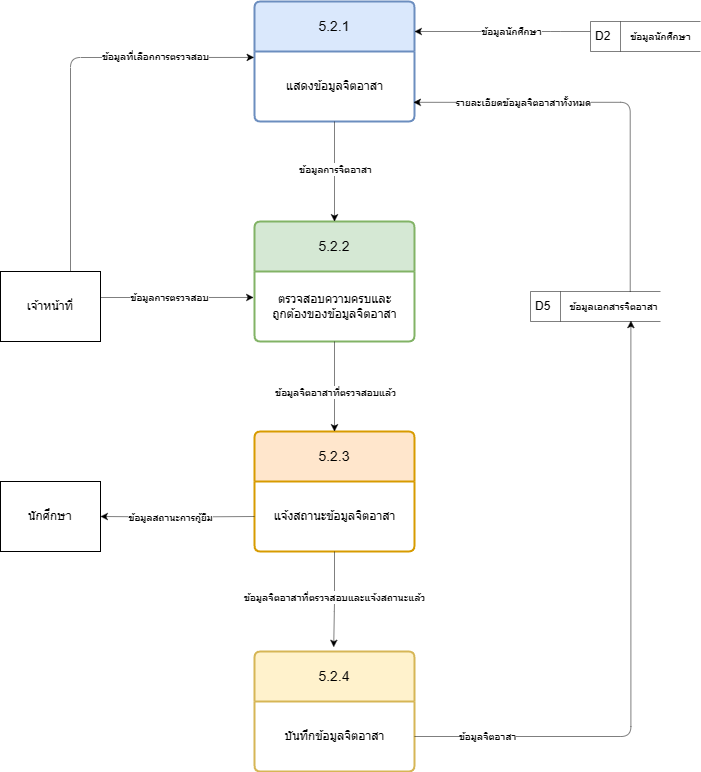 5.2.1
ข้อมูลนักศึกษา
D2
ข้อมูลนักศึกษา
ข้อมูลที่เลือกการตรวจสอบ
แสดงข้อมูลจิตอาสา
รายละเอียดข้อมูลจิตอาสาทั้งหมด
ข้อมูลการจิตอาสา
5.2.2
เจ้าหน้าที่
ข้อมูลการตรวจสอบ
ตรวจสอบความครบและ
ถูกต้องของข้อมูลจิตอาสา
D5
ข้อมูลเอกสารจิตอาสา
ข้อมูลจิตอาสาที่ตรวจสอบแล้ว
5.2.3
นักศึกษา
ข้อมูลสถานะการกู้ยืม
แจ้งสถานะข้อมูลจิตอาสา
ข้อมูลจิตอาสาที่ตรวจสอบและแจ้งสถานะแล้ว
5.2.4
บันทึกข้อมูลจิตอาสา
ข้อมูลจิตอาสา